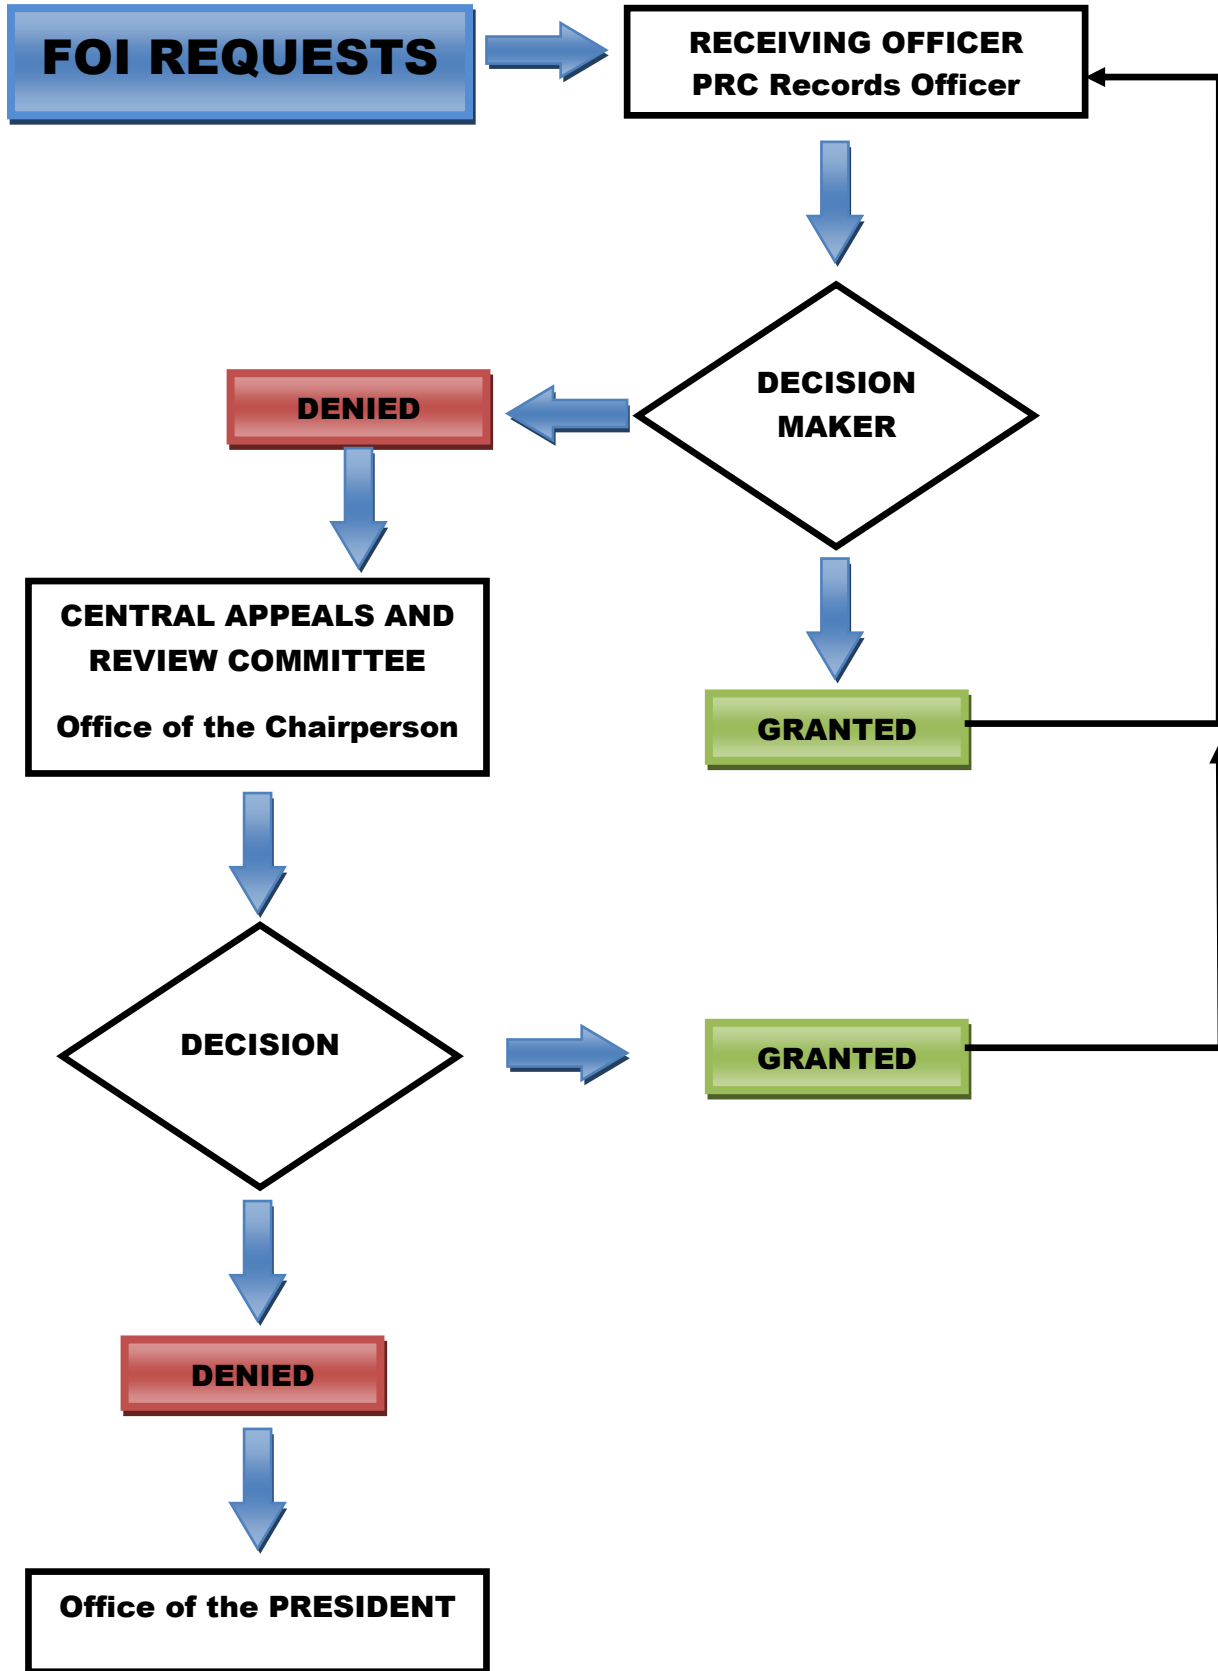 FOI REQUESTS
RECEIVING OFFICER
PRC Records Officer
DECISION
MAKER
DENIED
CENTRAL APPEALS AND
REVIEW COMMITTEE
Office of the Chairperson
GRANTED
DECISION
GRANTED
DENIED
Office of the PRESIDENT